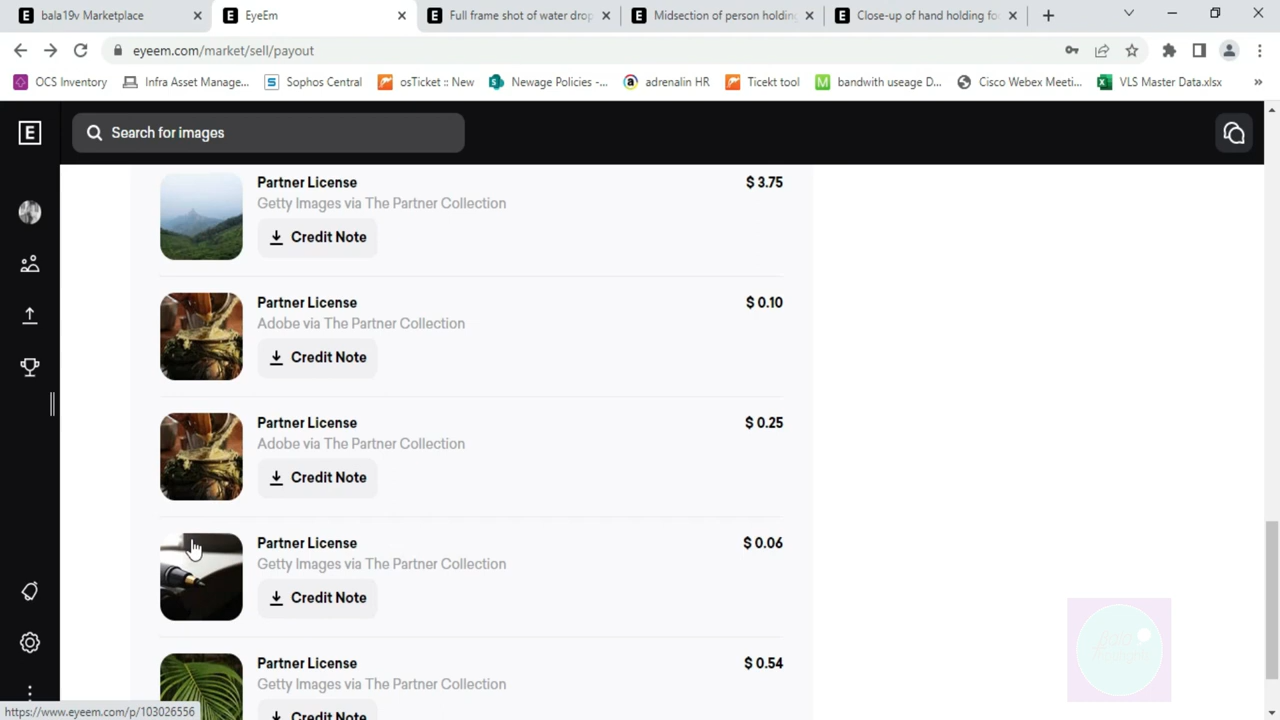 bala19v Marketplace
EyeEm
Full frame shot of water drop
Midsection of person holding
Close-up of hand holding fo
eyeem.com/market/sell/payout
OCS Inventory
Infra Asset Manage...
Sophos Central
osTicket :: New
Newage Policies -...
adrenalin HR
Ticekt tool
bandwith useage D...
Cisco Webex Meeti...
VLS Master Data.xlsx
Search for images
Partner License
$ 3.75
Getty Images via The Partner Collection
Credit Note
Partner License
$ 0.10
Adobe via The Partner Collection
Credit Note
Partner License
$ 0.25
Adobe via The Partner Collection
Credit Note
Partner License
$ 0.06
Getty Images via The Partner Collection
Credit Note
Partner License
$ 0.54
Getty Images via The Partner Collection
Credit Note
https://www.eyeem.com/p/103026556